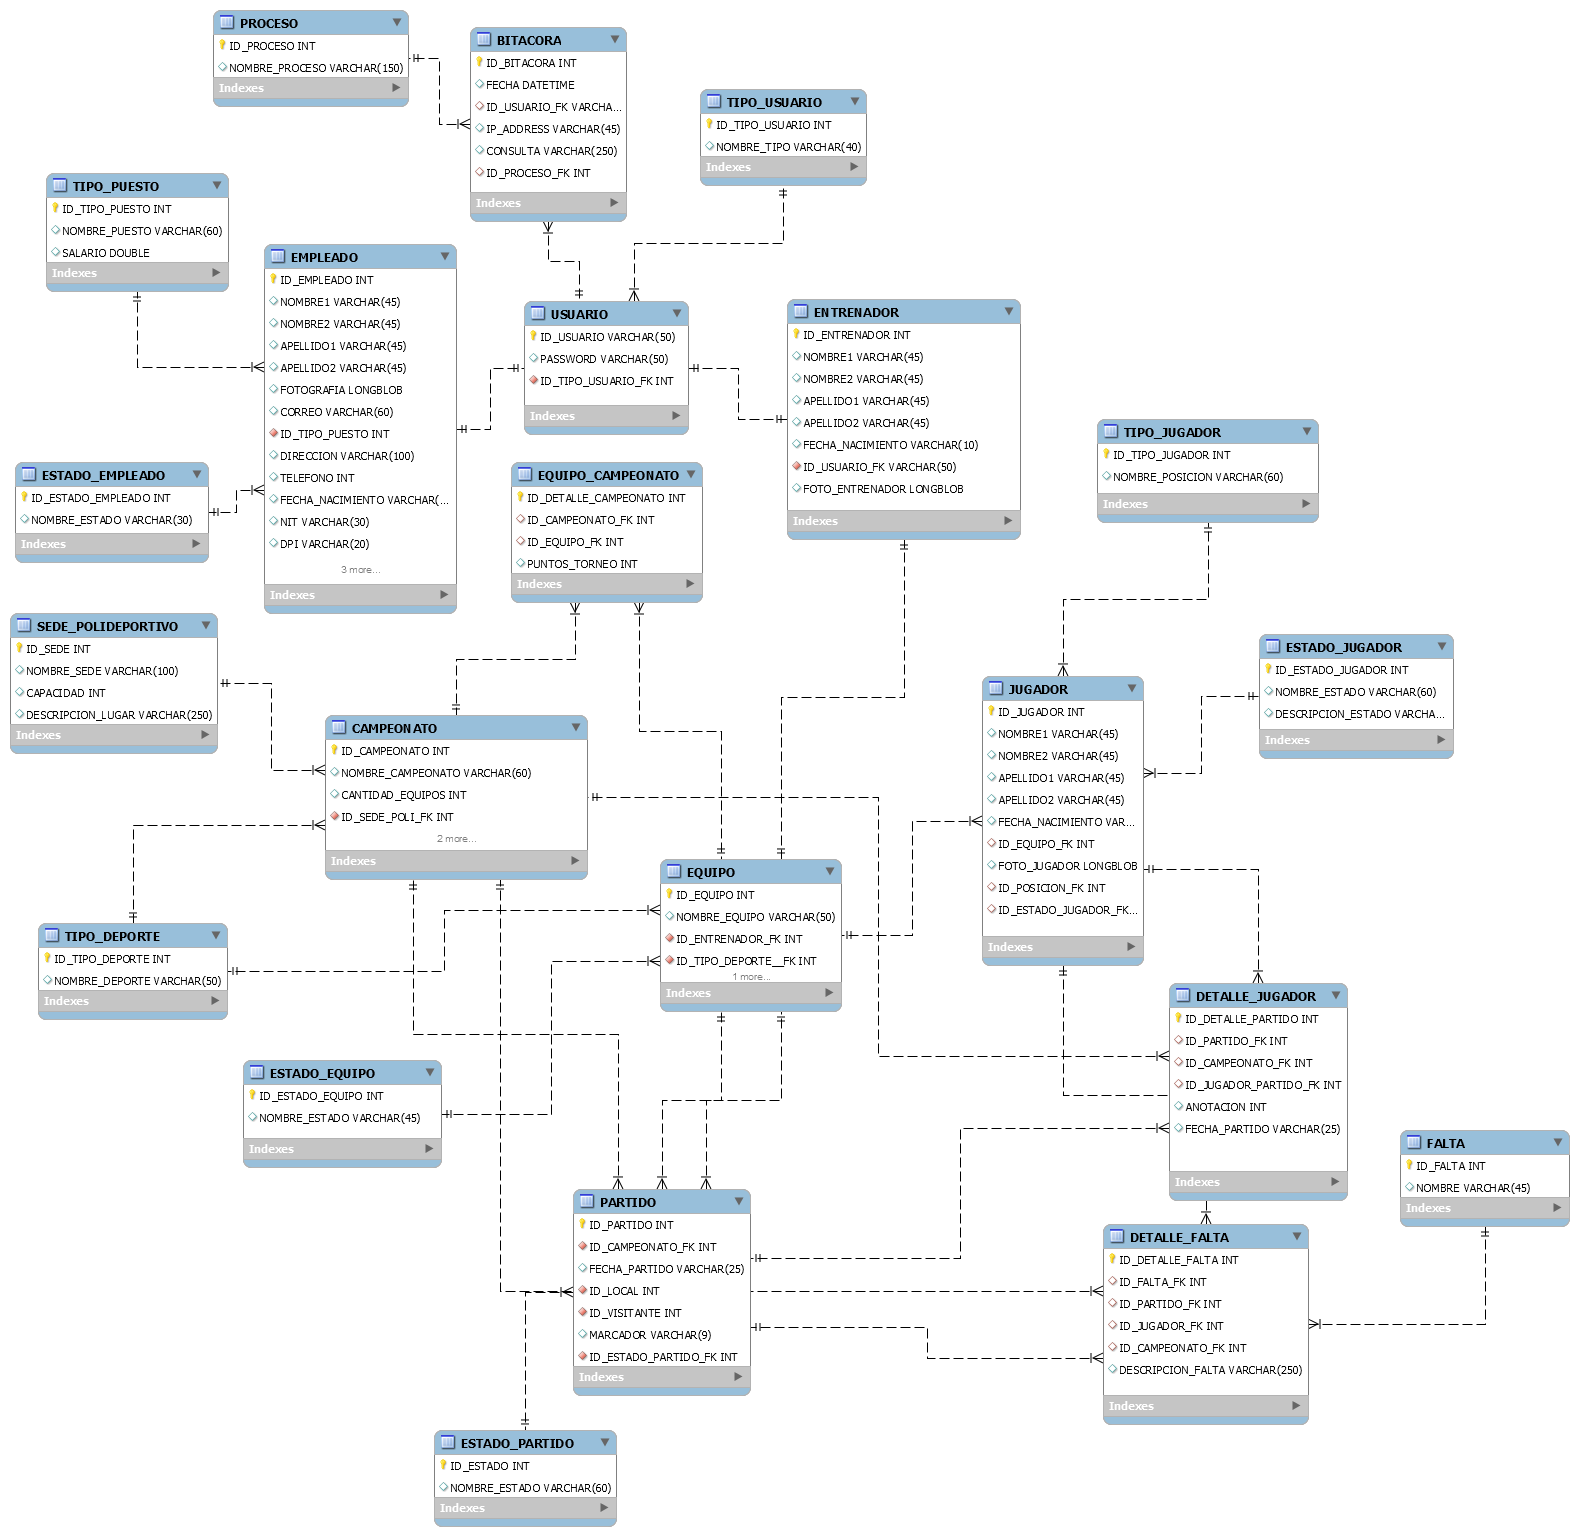 PROCESO
ID_PROCESO INT
NOMBRE_PROCESO VARCHAR(150)
Indexes
BITACORA
ID_BITACORA INT
FECHA DATETIME
ID_USUARIO_FK VARCHA...
IP_ADDRESS VARCHAR(45)
CONSULTA VARCHAR(250)
ID_PROCESO_FK INT
Indexes
TIPO_USUARIO
ID_TIPO_USUARIO INT
NOMBRE_TIPO VARCHAR(40)
Indexes
TIPO_PUESTO
ID_TIPO_PUESTO INT
NOMBRE_PUESTO VARCHAR(60)
SALARIO DOUBLE
Indexes
EMPLEADO
ID_EMPLEADO INT
NOMBRE1 VARCHAR(45)
NOMBRE2 VARCHAR(45)
APELLIDO1 VARCHAR(45)
APELLIDO2 VARCHAR(45)
FOTOGRAFIA LONGBLOB
CORREO VARCHAR(60)
ID_TIPO_PUESTO INT
DIRECCION VARCHAR(100)
TELEFONO INT
FECHA_NACIMIENTO VARCHAR(...
NIT VARCHAR(30)
DPI VARCHAR(20)
3 more...
Indexes
USUARIO
ID_USUARIO VARCHAR(50)
PASSWORD VARCHAR(50)
ID_TIPO_USUARIO_FK INT
Indexes
ENTRENADOR
ID_ENTRENADOR INT
NOMBRE1 VARCHAR(45)
NOMBRE2 VARCHAR(45)
APELLIDO1 VARCHAR(45)
APELLIDO2 VARCHAR(45)
FECHA_NACIMIENTO VARCHAR(10)
ID_USUARIO_FK VARCHAR(50)
FOTO_ENTRENADOR LONGBLOB
Indexes
TIPO_JUGADOR
ID_TIPO_JUGADOR INT
NOMBRE_POSICION VARCHAR(60)
Indexes
ESTADO_EMPLEADO
ID_ESTADO_EMPLEADO INT
NOMBRE_ESTADO VARCHAR(30)
Indexes
EQUIPO_CAMPEONATO
ID_DETALLE_CAMPEONATO INT
ID_CAMPEONATO_FK INT
ID_EQUIPO_FK INT
PUNTOS_TORNEO INT
Indexes
SEDE_POLIDEPORTIVO
ID_SEDE INT
NOMBRE_SEDE VARCHAR(100)
CAPACIDAD INT
DESCRIPCION_LUGAR VARCHAR(250)
Indexes
ESTADO_JUGADOR
ID_ESTADO_JUGADOR INT
NOMBRE_ESTADO VARCHAR(60)
DESCRIPCION_ESTADO VARCHA...
Indexes
JUGADOR
ID_JUGADOR INT
NOMBRE1 VARCHAR(45)
NOMBRE2 VARCHAR(45)
APELLIDO1 VARCHAR(45)
APELLIDO2 VARCHAR(45)
FECHA_NACIMIENTO VAR...
ID_EQUIPO_FK INT
FOTO_JUGADOR LONGBLOB
ID_POSICION_FK INT
ID_ESTADO_JUGADOR_FK...
Indexes
CAMPEONATO
ID_CAMPEONATO INT
NOMBRE_CAMPEONATO VARCHAR(60)
CANTIDAD_EQUIPOS INT
ID_SEDE_POLI_FK INT
2 more...
Indexes
EQUIPO
ID_EQUIPO INT
NOMBRE_EQUIPO VARCHAR(50)
ID_ENTRENADOR_FK INT
ID_TIPO_DEPORTE__FK INT
1 more...
Indexes
TIPO_DEPORTE
ID_TIPO_DEPORTE INT
NOMBRE_DEPORTE VARCHAR(50)
Indexes
DETALLE_JUGADOR
ID_DETALLE_PARTIDO INT
ID_PARTIDO_FK INT
ID_CAMPEONATO_FK INT
ID_JUGADOR_PARTIDO_FK INT
ANOTACION INT
FECHA_PARTIDO VARCHAR(25)
Indexes
ESTADO_EQUIPO
ID_ESTADO_EQUIPO INT
NOMBRE_ESTADO VARCHAR(45)
Indexes
FALTA
ID_FALTA INT
NOMBRE VARCHAR(45)
Indexes
PARTIDO
ID_PARTIDO INT
ID_CAMPEONATO_FK INT
FECHA_PARTIDO VARCHAR(25)
ID_LOCAL INT
ID_VISITANTE INT
MARCADOR VARCHAR(9)
ID_ESTADO_PARTIDO_FK INT
Indexes
DETALLE_FALTA
ID_DETALLE_FALTA INT
ID_FALTA_FK INT
ID_PARTIDO_FK INT
ID_JUGADOR_FK INT
ID_CAMPEONATO_FK INT
DESCRIPCION_FALTA VARCHAR(250)
Indexes
ESTADO_PARTIDO
ID_ESTADO INT
NOMBRE_ESTADO VARCHAR(60)
Indexes